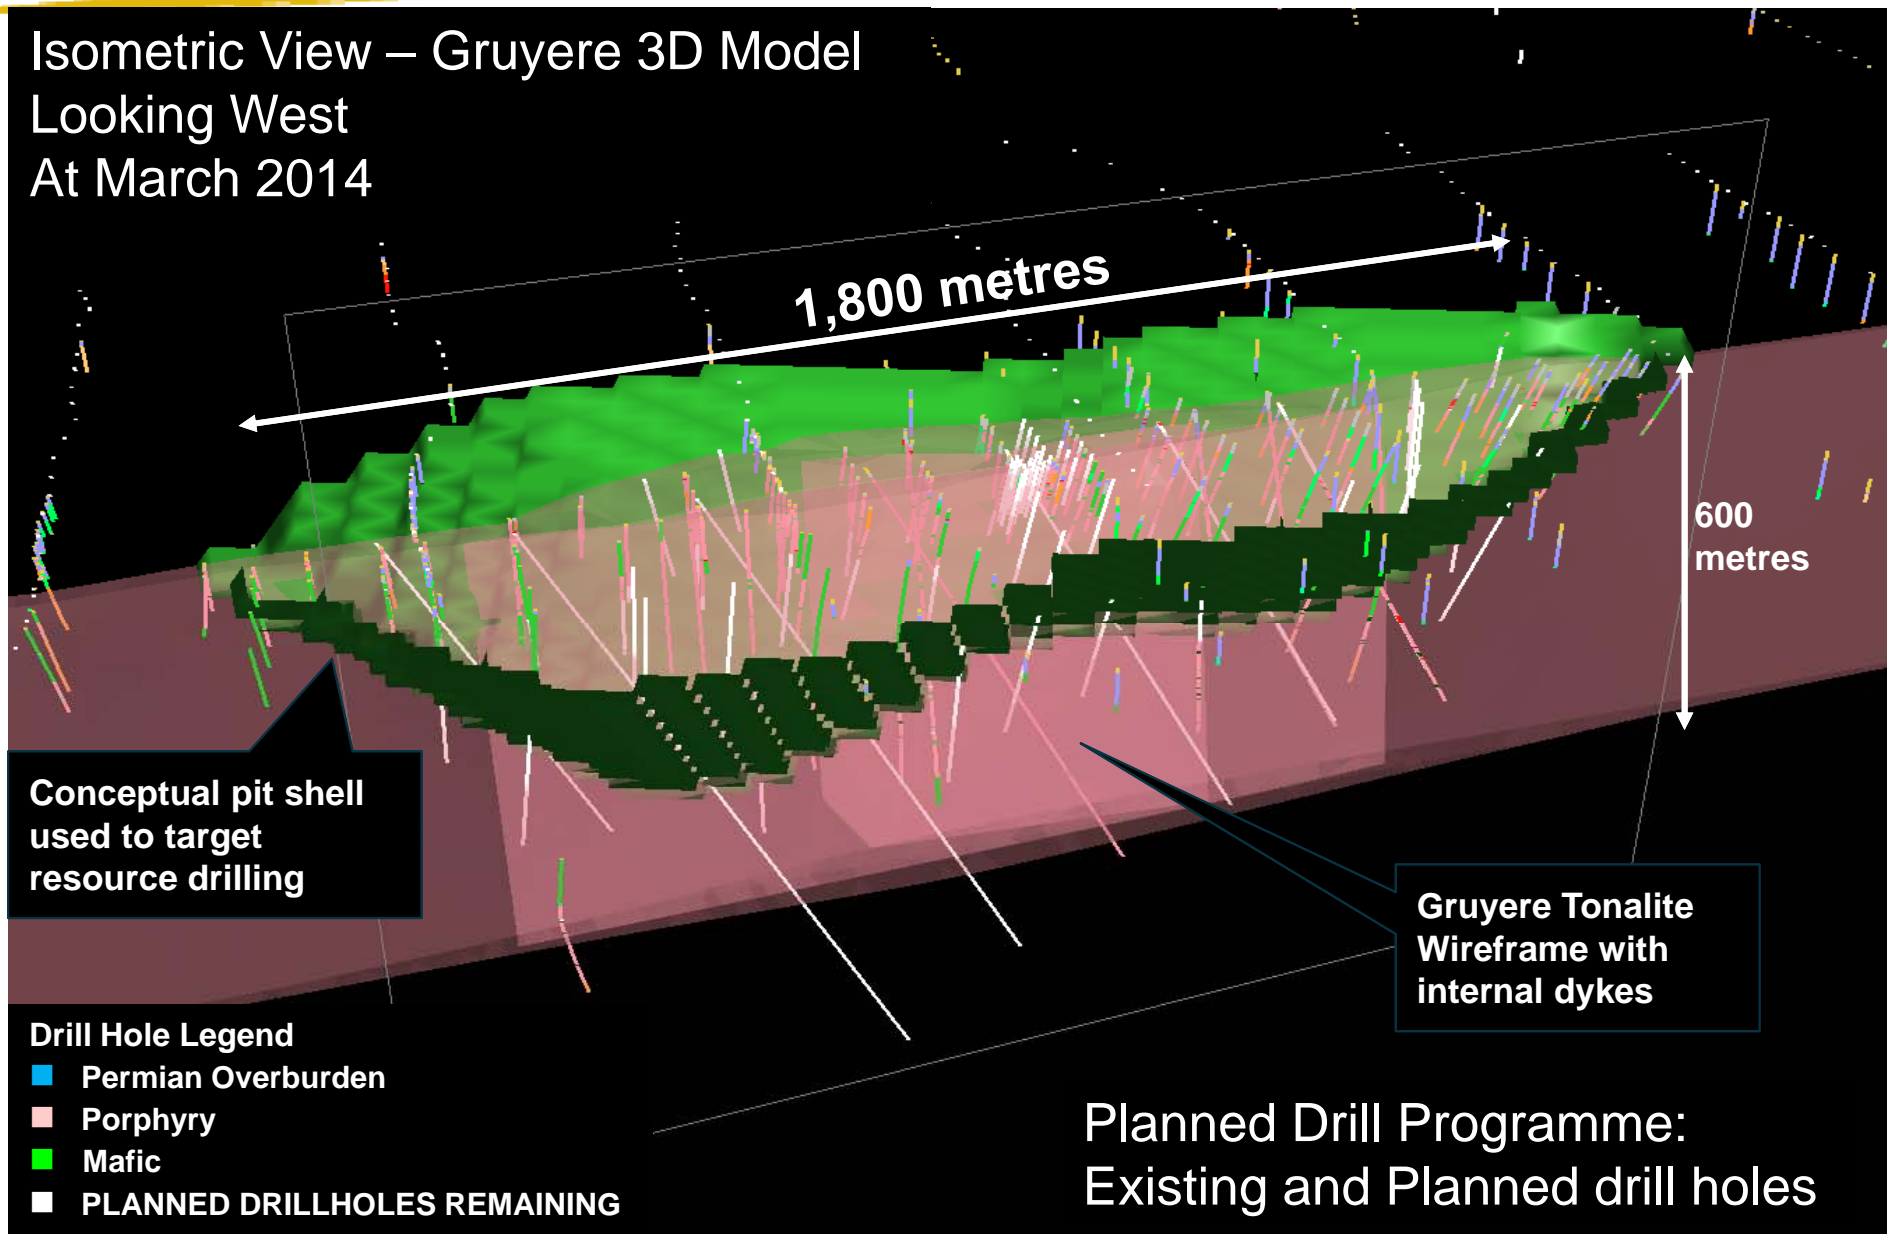 Isometric View – Gruyere 3D Model
Looking West
At March 2014
1,800 metres
600
metres
Conceptual pit shell
used to target
resource drilling
Gruyere Tonalite
Wireframe with
internal dykes
Drill Hole Legend
Permian Overburden
Porphyry
Mafic
PLANNED DRILLHOLES REMAINING
Planned Drill Programme:
Existing and Planned drill holes